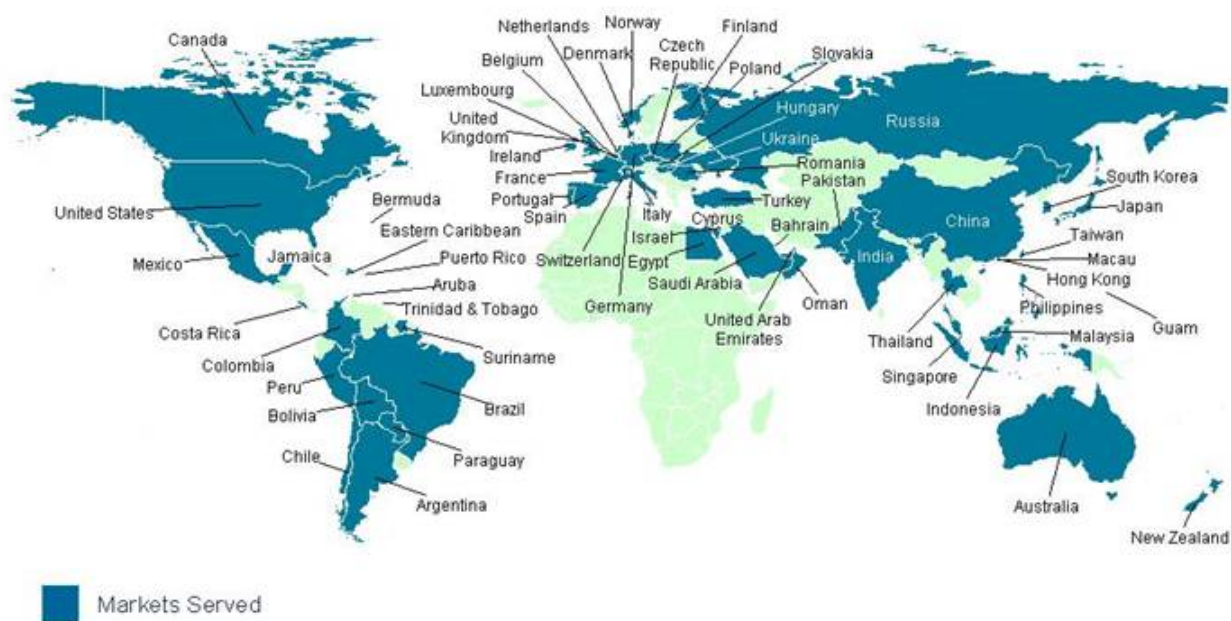 Canada
Netherlands
Norway
Finland
Denmark
Czech
Republic
Slovakia
Belgium
Poland
Luxembourg
Hungary
United
Kingdom
Ukraine
Russia
Ireland
Romania
France
Pakistan
South Korea
Portugal
Turkey
United States
Bermuda
Spain
Italy
Cyprus
China
Japan
Eastern Caribbean
Israel
Bahrain
Taiwan
Mexico
Jamaica
Puerto Rico
Switzerland
Egypt
India
Macau
Aruba
Saudi Arabia
Oman
Hong Kong
Costa Rica
Trinidad & Tobago
Germany
United Arab
Emirates
Philippines
Guam
Colombia
Suriname
Thailand
Malaysia
Peru
Singapore
Bolivia
Brazil
Indonesia
Chile
Paraguay
Argentina
Australia
New Zealand
Markets Served